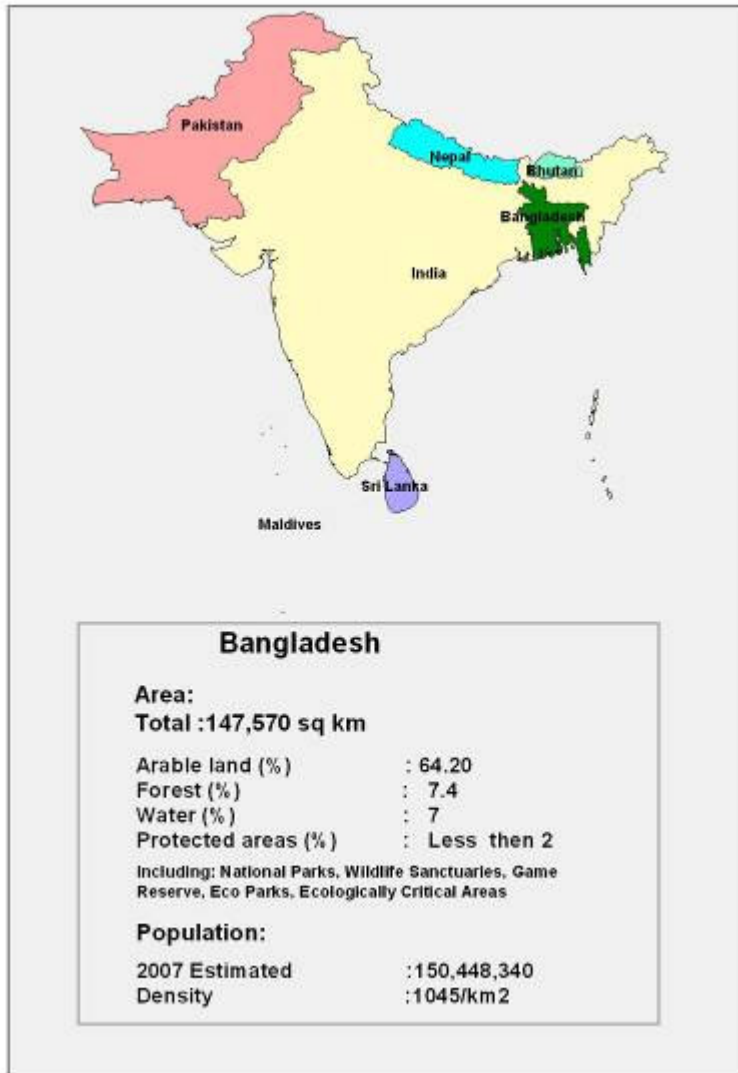 Pakistan
Nepal
Bhutan
Bangladesh
India
Sri Lanka
Maldives
Bangladesh
Area:
Total :147,570 sq km
Arable land (%) : 64.20
Forest (%) : 7.4
Water (%) : 7
Protected areas (%) : Less then 2
Including: National Parks, Wildlife Sanctuaries, Game
Reserve, Eco Parks, Ecologically Critical Areas
Population:
2007 Estimated :150,448,340
Density :1045/km2